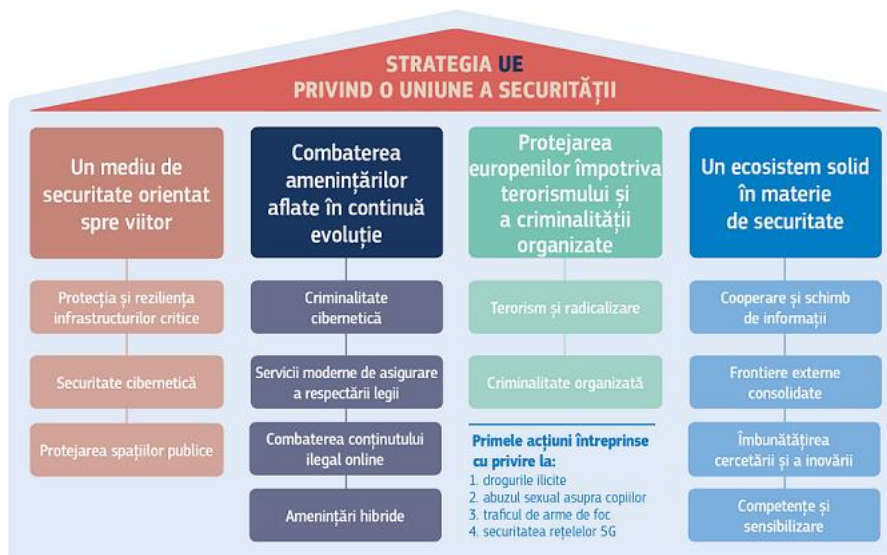 STRATEGIA UE
PRIVIND O UNIUNE A SECURITĂȚII
Un mediu de
securitate orientat
spre viitor
Protecția și reziliența
infrastructurilor critice
Securitate cibernetică
Protejarea spațiilor publice
Combaterea
amenințărilor
aflate în continuă
evoluție
Criminalitate
cibernetică
Servicii moderne de asigurare
a respectării legii
Combaterea conținutului
ilegal online
Amenințări hibride
Protejarea
europenilor împotriva
terorismului și
a criminalității
organizate
Terorism și radicalizare
Criminalitate organizată
Primele acțiuni întreprinse
cu privire la:
1. drogurile ilicite
2. abuzul sexual asupra copiilor
3. traficul de arme de foc
4. securitatea rețelelor 5G
Un ecosistem solid
în materie
de securitate
Cooperare și schimb
de informații
Frontiere externe
consolidate
Îmbunătățirea
cercetării și a inovării
Competențe și
sensibilizare